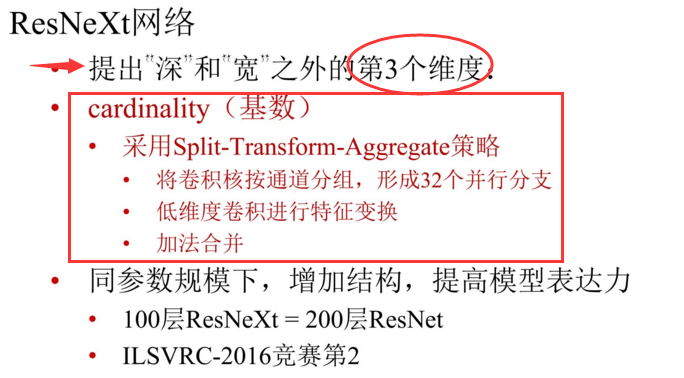 ResNeXt网络
• 提出“深”和“宽”之外的第3个维度：
• cardinality（基数）
• 采用Split-Transform-Aggregate策略
• 将卷积核按通道分组，形成32个并行分支
• 低维度卷积进行特征变换
• 加法合并
• 同参数规模下，增加结构，提高模型表达力
• 100层ResNeXt = 200层ResNet
• ILSVRC-2016竞赛第2